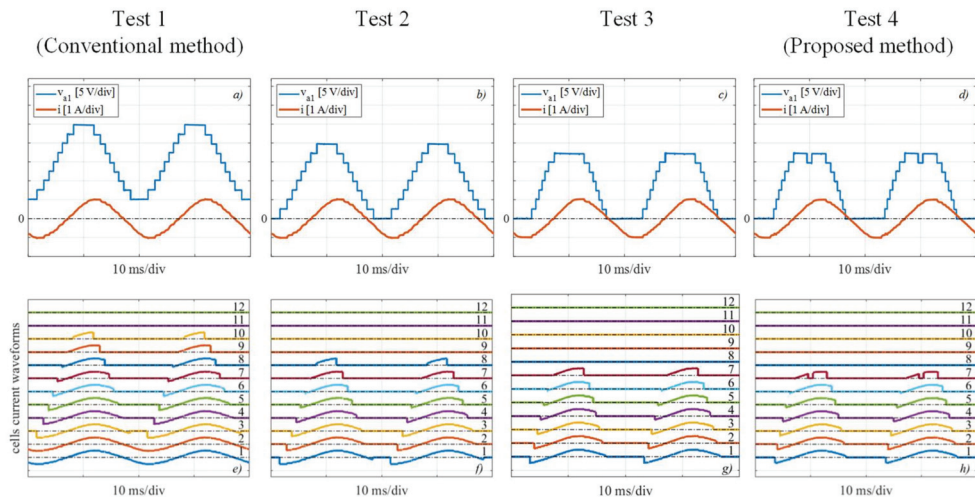 Test 1
(Conventional method)
Test 2
Test 3
Test 4
(Proposed method)
v_a1 [5 V/div]
i [1 A/div]
a)
0
10 ms/div
v_a1 [5 V/div]
i [1 A/div]
b)
0
10 ms/div
v_a1 [5 V/div]
i [1 A/div]
c)
0
10 ms/div
v_a1 [5 V/div]
i [1 A/div]
d)
0
10 ms/div
cells current waveforms
12
11
10
9
8
7
6
5
4
3
2
1
e)
10 ms/div
12
11
10
9
8
7
6
5
4
3
2
1
f)
10 ms/div
12
11
10
9
8
7
6
5
4
3
2
1
g)
10 ms/div
12
11
10
9
8
7
6
5
4
3
2
1
h)
10 ms/div